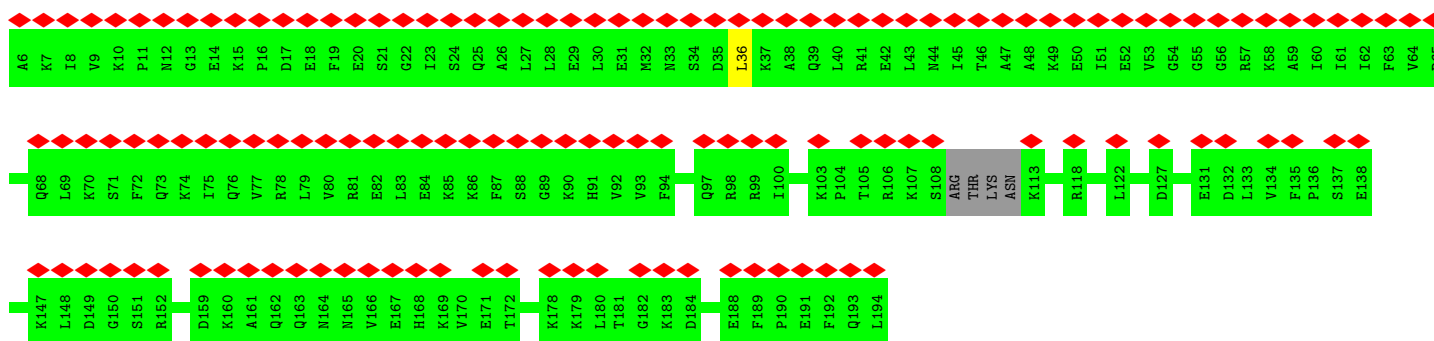 A6 K7 I8 V9 K10 P11 N12 G13 E14 K15 P16 D17 E18 F19 E20 S21 G22 I23 S24 Q25 A26 L27 L28 E29 L30 E31 M32 N33 S34 D35 L36 K37 A38 Q39 L40 R41 E42 L43 N44 I45 T46 A47 A48 K49 E50 I51 E52 V53 G54 G55 G56 R57 K58 A59 I60 I61 I62 F63 V64
Q68 L69 K70 S71 F72 Q73 K74 I75 Q76 V77 R78 L79 V80 R81 E82 L83 E84 K85 K86 F87 S88 G89 K90 H91 V92 V93 F94 Q97 R98 R99 I100 K103 P104 T105 R106 K107 S108 ARG THR LYS ASN K113 R118 L122 D127 E131 D132 L133 V134 F135 P136 S137 E138
K147 L148 D149 G150 S151 R152 D159 K160 A161 Q162 Q163 N164 N165 V166 E167 H168 K169 V170 E171 T172 K178 K179 L180 T181 G182 K183 D184 E188 F189 P190 E191 F192 Q193 L194